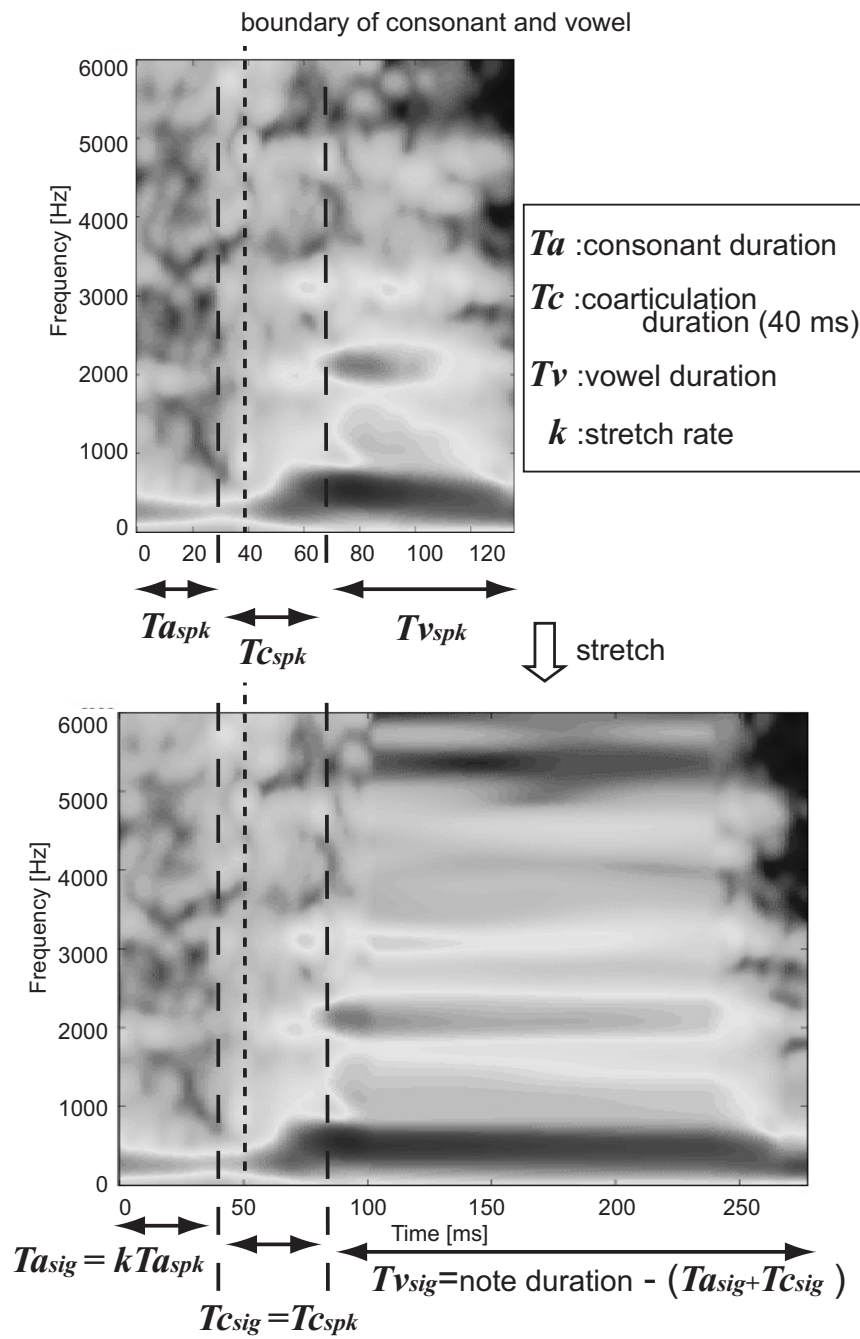 boundary of consonant and vowel
6000
5000
4000
3000
2000
1000
0
Frequency [Hz]
0 20 40 60 80 100 120
Ta :consonant duration
Tc :coarticulation
duration (40 ms)
Tv :vowel duration
k :stretch rate
Taspk
Tcspk
Tvspk
stretch
6000
5000
4000
3000
2000
1000
0
Frequency [Hz]
0 50 100 150 200 250
Time [ms]
Tasig = kTaspk
Tvsig=note duration - (Tasig+Tcsig )
Tcsig =Tcspk